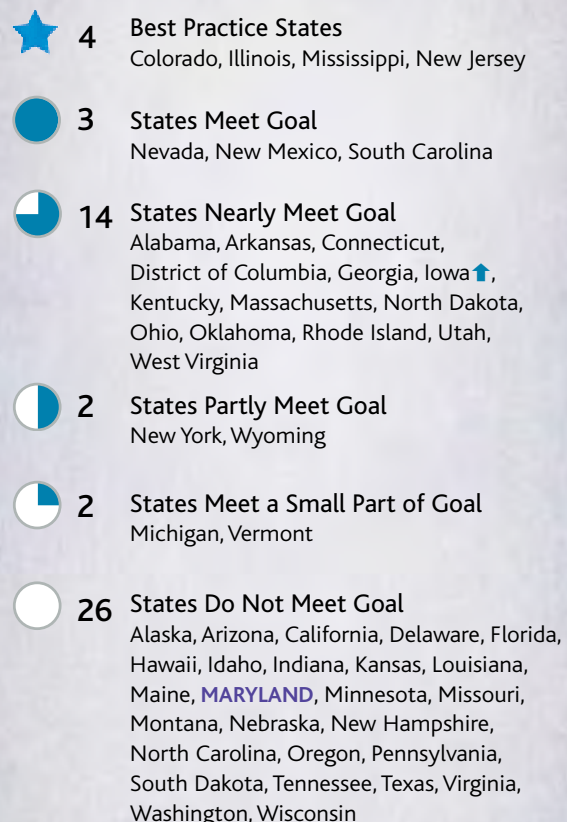 4 Best Practice States
Colorado, Illinois, Mississippi, New Jersey
3 States Meet Goal
Nevada, New Mexico, South Carolina
14 States Nearly Meet Goal
Alabama, Arkansas, Connecticut,
District of Columbia, Georgia, Iowa⬆,
Kentucky, Massachusetts, North Dakota,
Ohio, Oklahoma, Rhode Island, Utah,
West Virginia
2 States Partly Meet Goal
New York, Wyoming
2 States Meet a Small Part of Goal
Michigan, Vermont
26 States Do Not Meet Goal
Alaska, Arizona, California, Delaware, Florida,
Hawaii, Idaho, Indiana, Kansas, Louisiana,
Maine, MARYLAND, Minnesota, Missouri,
Montana, Nebraska, New Hampshire,
North Carolina, Oregon, Pennsylvania,
South Dakota, Tennessee, Texas, Virginia,
Washington, Wisconsin